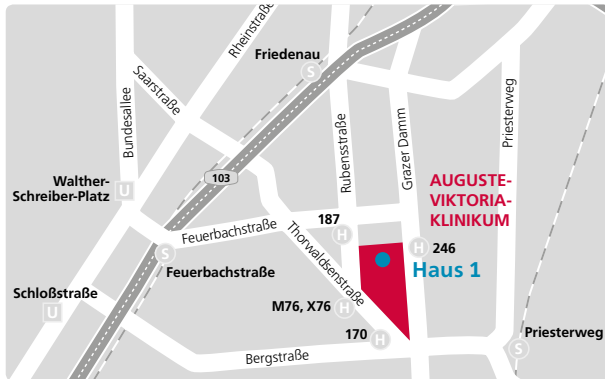 Friedenau
S
Rheinstraße
Saarstraße
Bundesallee
Rubensstraße
Grazer Damm
Priesterweg
103
Walther-
Schreiber-Platz
U
AUGUSTE-
VIKTORIA-
KLINIKUM
187
H
Feuerbachstraße
H
246
S
Feuerbachstraße
Thorwaldsenstraße
Haus 1
Schloßstraße
U
M76, X76
H
170
H
Bergstraße
Priesterweg
S